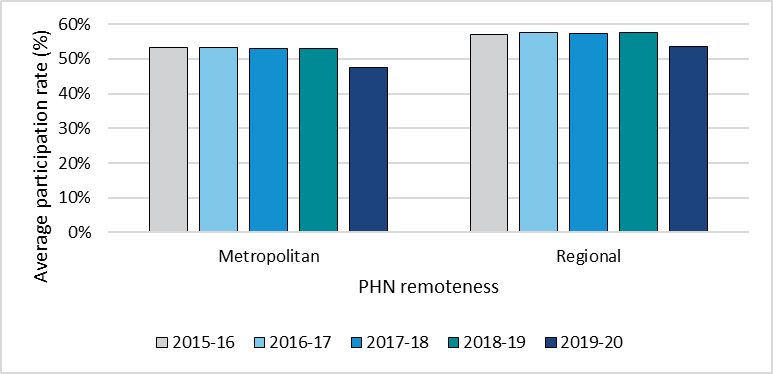 Average participation rate (%)
60%
50%
40%
30%
20%
10%
0%
Metropolitan Regional
PHN remoteness
2015-16 2016-17 2017-18 2018-19 2019-20